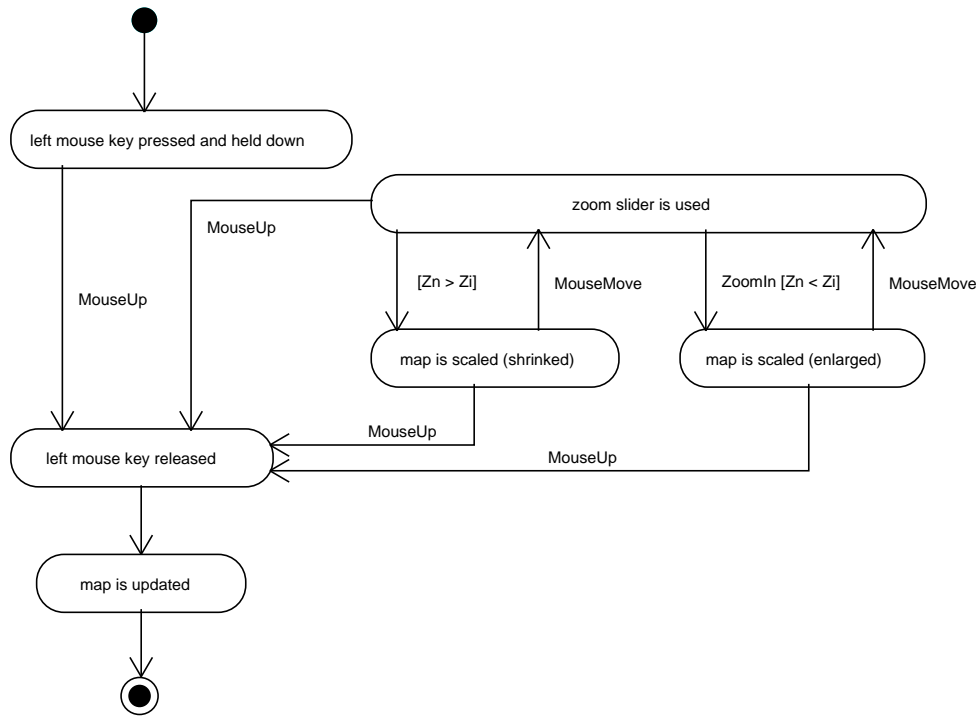 left mouse key pressed and held down
zoom slider is used
MouseUp
[Zn > Zi]
MouseMove
ZoomIn [Zn < Zi]
MouseMove
MouseUp
map is scaled (shrinked)
map is scaled (enlarged)
MouseUp
MouseUp
left mouse key released
map is updated